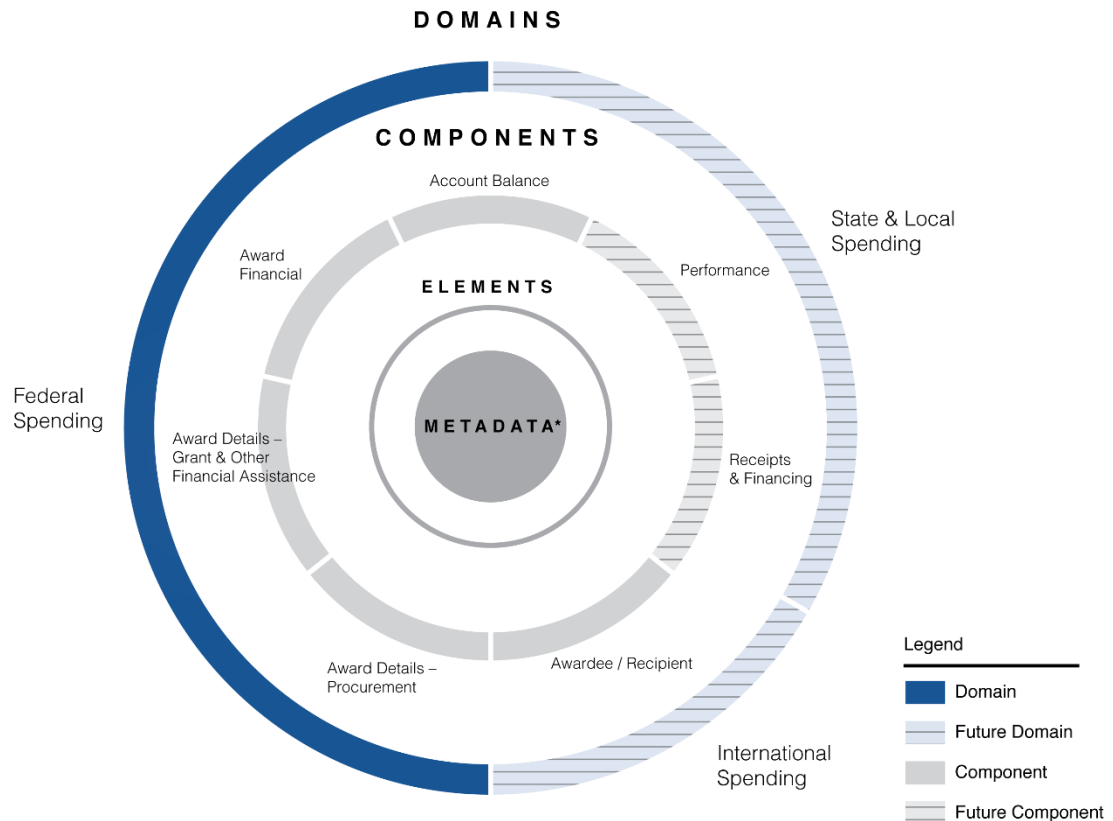 DOMAINS
COMPONENTS
Account Balance
Award
Financial
Performance
State & Local
Spending
ELEMENTS
METADATA*
Federal
Spending
Award Details –
Grant & Other
Financial Assistance
Receipts
& Financing
Award Details –
Procurement
Awardee / Recipient
International
Spending
Legend
Domain
Future Domain
Component
Future Component